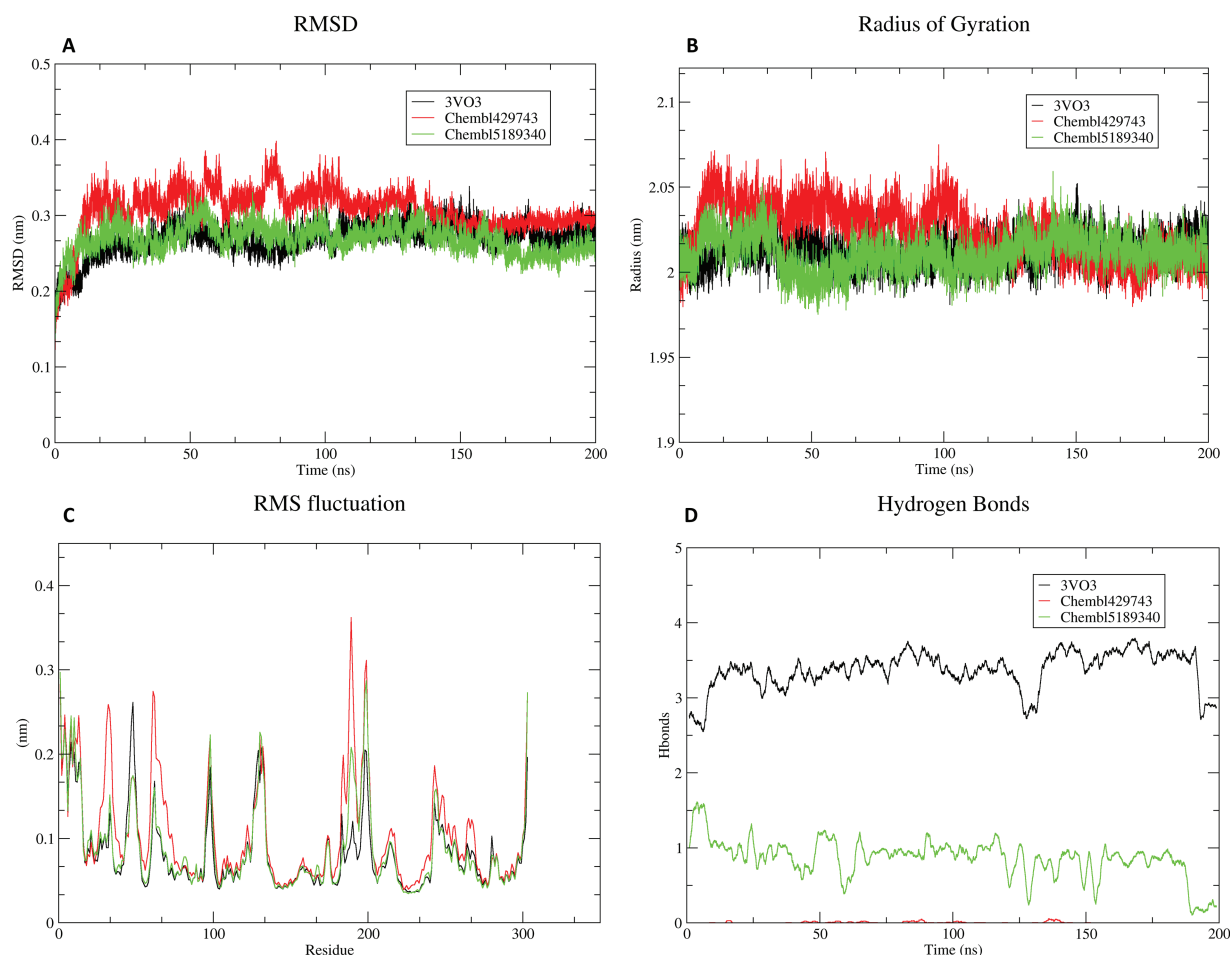 RMSD
A
0.5
0.4
0.3
0.2
0.1
0
RMSD (nm)
3VO3
Chembl429743
Chembl5189340
0 50 100 150 200
Time (ns)
Radius of Gyration
B
2.1
2.05
2
1.95
1.9
Radius (nm)
3VO3
Chembl429743
Chembl5189340
0 50 100 150 200
Time (ns)
RMS fluctuation
C
0.4
0.3
0.2
0.1
0
(nm)
0 100 200 300
Residue
Hydrogen Bonds
D
5
4
3
2
1
0
Hbonds
3VO3
Chembl429743
Chembl5189340
0 50 100 150 200
Time (ns)